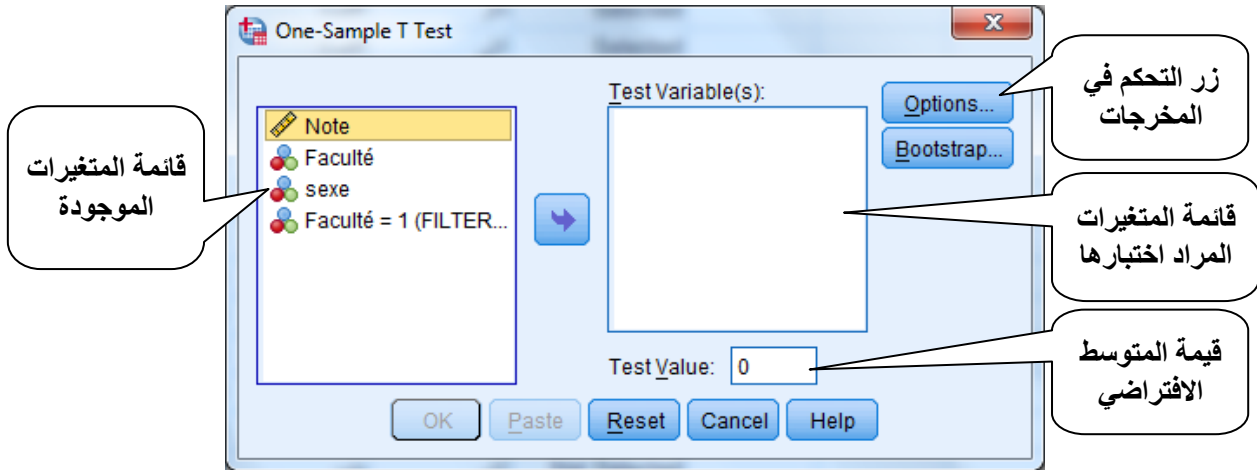 One-Sample T Test
Note
Faculté
sexe
Faculté = 1 (FILTER...
Test Variable(s):
Options...
Bootstrap...
Test Value: 0
OK Paste Reset Cancel Help
قائمة المتغيرات
الموجودة
زر التحكم في
المخرجات
قائمة المتغيرات
المراد اختبارها
قيمة المتوسط
الافتراضي